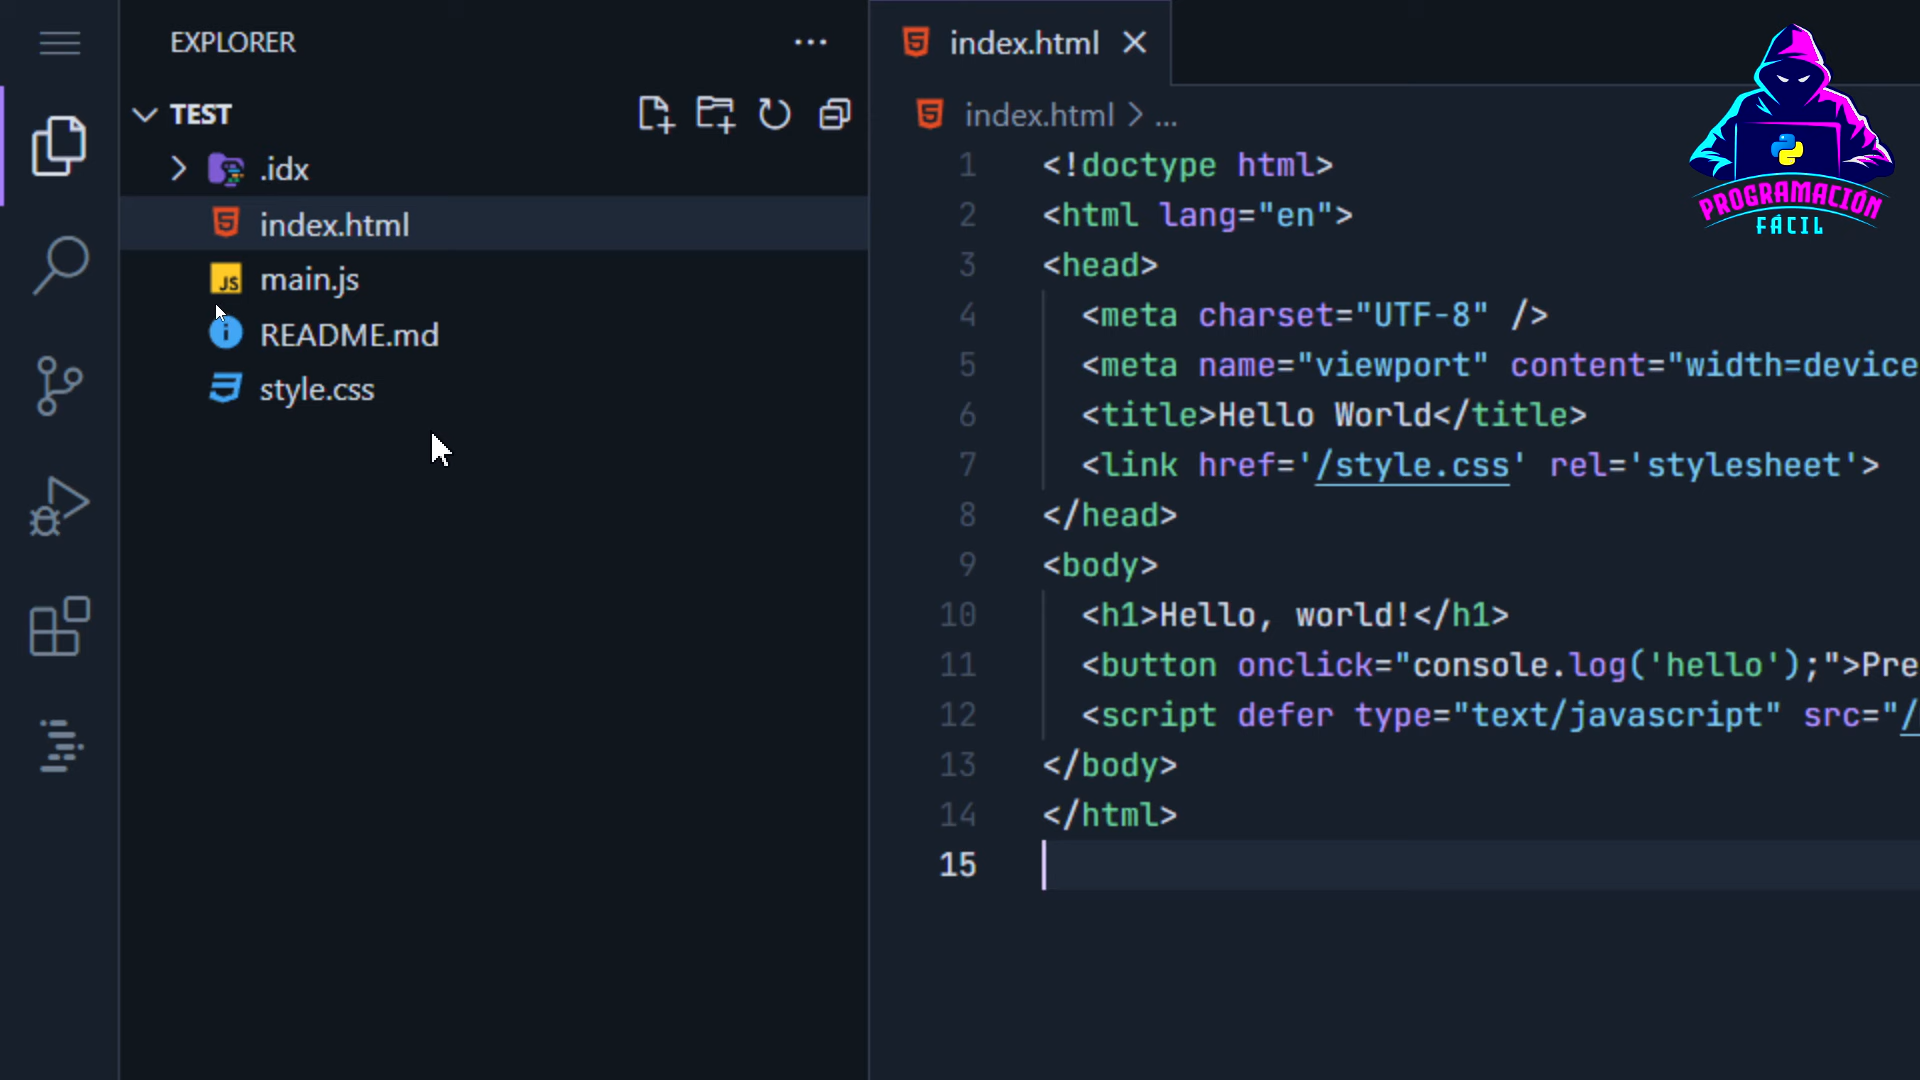 EXPLORER
TEST
.idx
index.html
main.js
README.md
style.css
index.html
index.html > ...
1 <!doctype html>
2 <html lang="en">
3 <head>
4 <meta charset="UTF-8" />
5 <meta name="viewport" content="width=device
6 <title>Hello World</title>
7 <link href='/style.css' rel='stylesheet'>
8 </head>
9 <body>
10 <h1>Hello, world!</h1>
11 <button onclick="console.log('hello');">Pre
12 <script defer type="text/javascript" src="/
13 </body>
14 </html>
15
PROGRAMACIÓN
FÁCIL